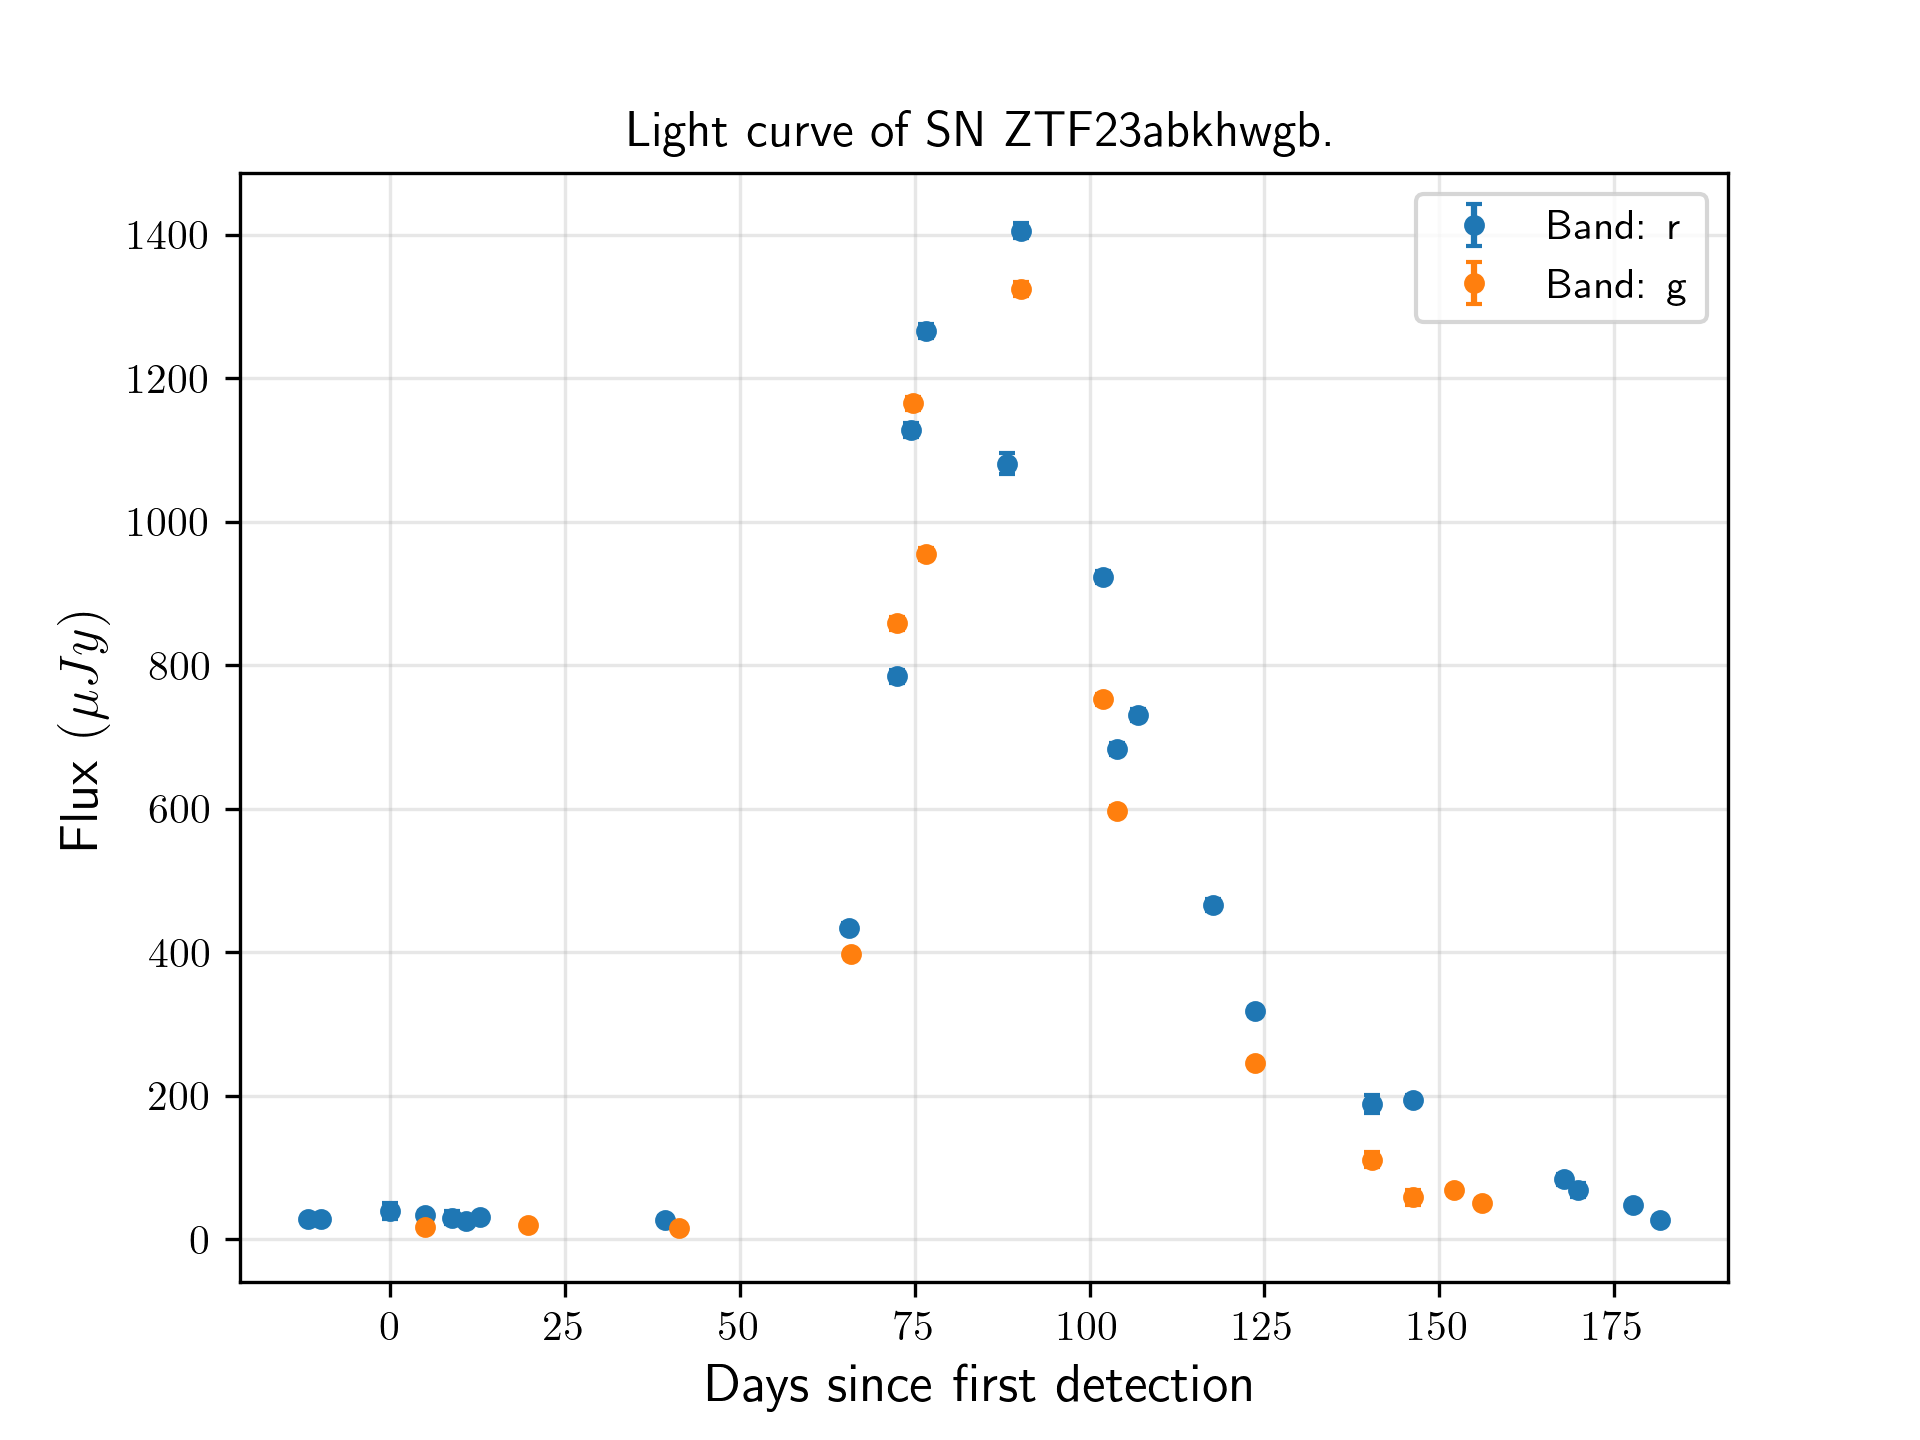 Light curve of SN ZTF23abkhwgb.
Band: r
Band: g
1400
1200
1000
800
600
400
200
0
Flux (μJy)
0 25 50 75 100 125 150 175
Days since first detection